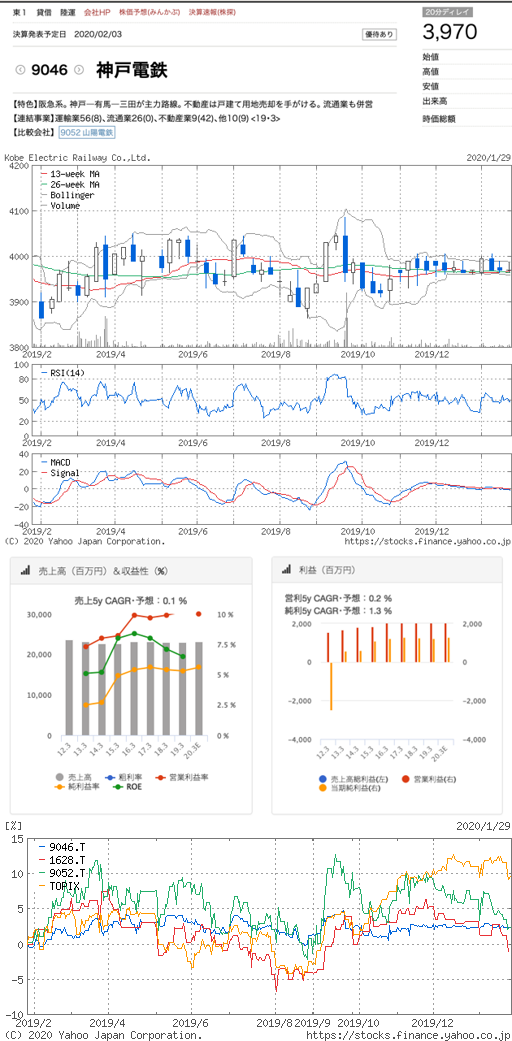 東1 貸借 陸運 会社HP 株価予想(みんかぶ) 決算速報(株探)
20分ディレイ
決算発表予定日 2020/02/03
優待あり
3,970
始値
高値
9046
神戸電鉄
安値
出来高
【特色】阪急系。神戸―有馬―三田が主力路線。不動産は戸建て用地売却を手がける。流通業も併営
【連結事業】運輸業56(8)、流通業26(0)、不動産業9(42)、他10(9) <19・3>
時価総額
【比較会社】 9052 山陽電鉄
Kobe Electric Railway Co.,Ltd.
2020/1/29
4200
13-week MA
26-week MA
Bollinger
Volume
4100
4000
3900
3800
2019/2 2019/4 2019/6 2019/8 2019/10 2019/12
100
RSI(14)
80
60
40
20
0
2019/2 2019/4 2019/6 2019/8 2019/10 2019/12
40
MACD
Signal
20
0
-20
-40
2019/2 2019/4 2019/6 2019/8 2019/10 2019/12
(C) 2020 Yahoo Japan Corporation.
https://stocks.finance.yahoo.co.jp
売上高（百万円）＆収益性（%）
売上5y CAGR・予想：0.1 %
30,000
20,000
10,000
0
10 %
7.5 %
5 %
2.5 %
0 %
12.3 13.3 14.3 15.3 16.3 17.3 18.3 19.3 20.3E
売上高 粗利率 営業利益率
純利益率 ROE
利益（百万円）
営利5y CAGR・予想：0.2 %
純利5y CAGR・予想：1.3 %
2,000
0
-2,000
-4,000
2,000
0
-2,000
-4,000
12.3 13.3 14.3 15.3 16.3 17.3 18.3 19.3 20.3E
売上高総利益(左) 営業利益(右)
当期純利益(右)
[%]
2020/1/29
15
9046.T
1628.T
9052.T
TOPIX
10
5
0
-5
-10
2019/2 2019/4 2019/6 2019/8 2019/9 2019/10 2019/12
(C) 2020 Yahoo Japan Corporation.
https://stocks.finance.yahoo.co.jp